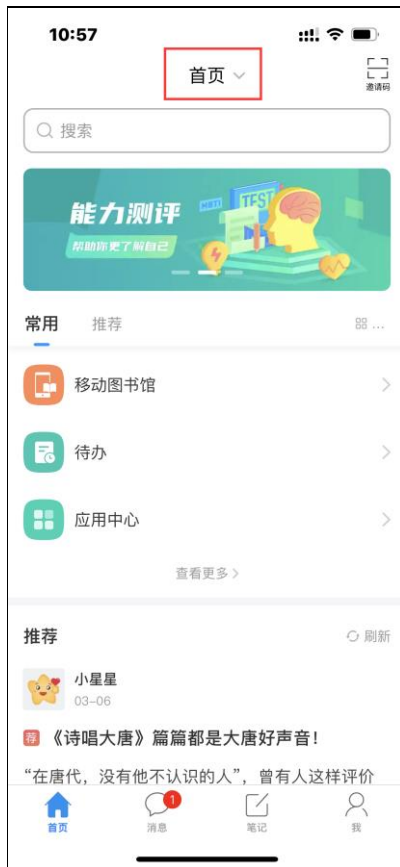 10:57
首页
邀请码
搜索
能力测评
MBTI
TEST
帮助你更了解自己
常用
推荐
...
移动图书馆
待办
应用中心
查看更多
推荐
刷新
小星星
03-06
荐 《诗唱大唐》篇篇都是大唐好声音！
“在唐代，没有他不认识的人”，曾有人这样评价
1
首页
消息
笔记
我